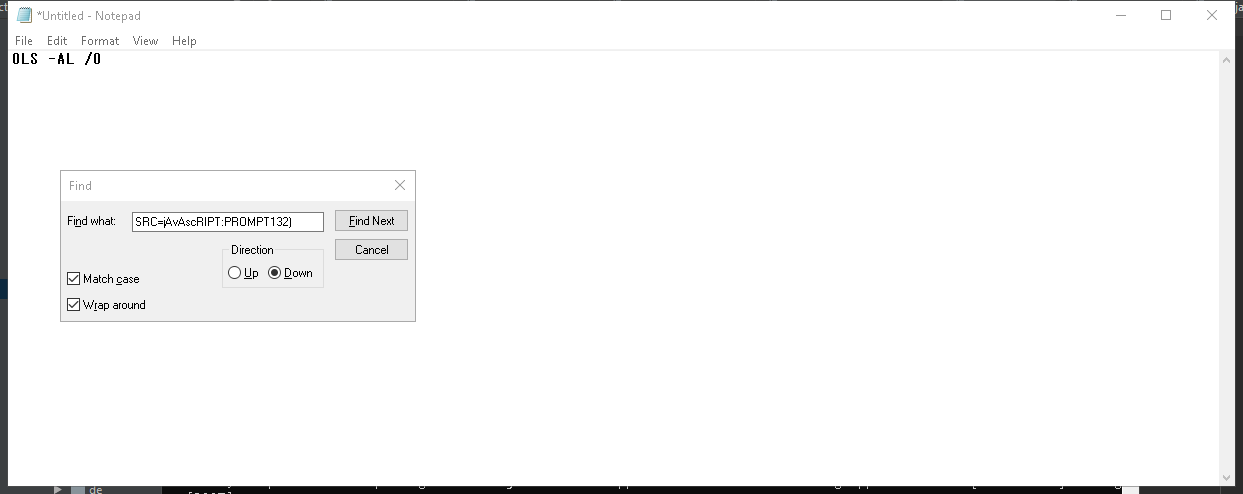 *Untitled - Notepad
File Edit Format View Help
OLS -AL /O
Find
Find what: SRC=jAvAscRIPT:PROMPT132) Find Next
Direction Cancel
Up Down
Match case
Wrap around
de